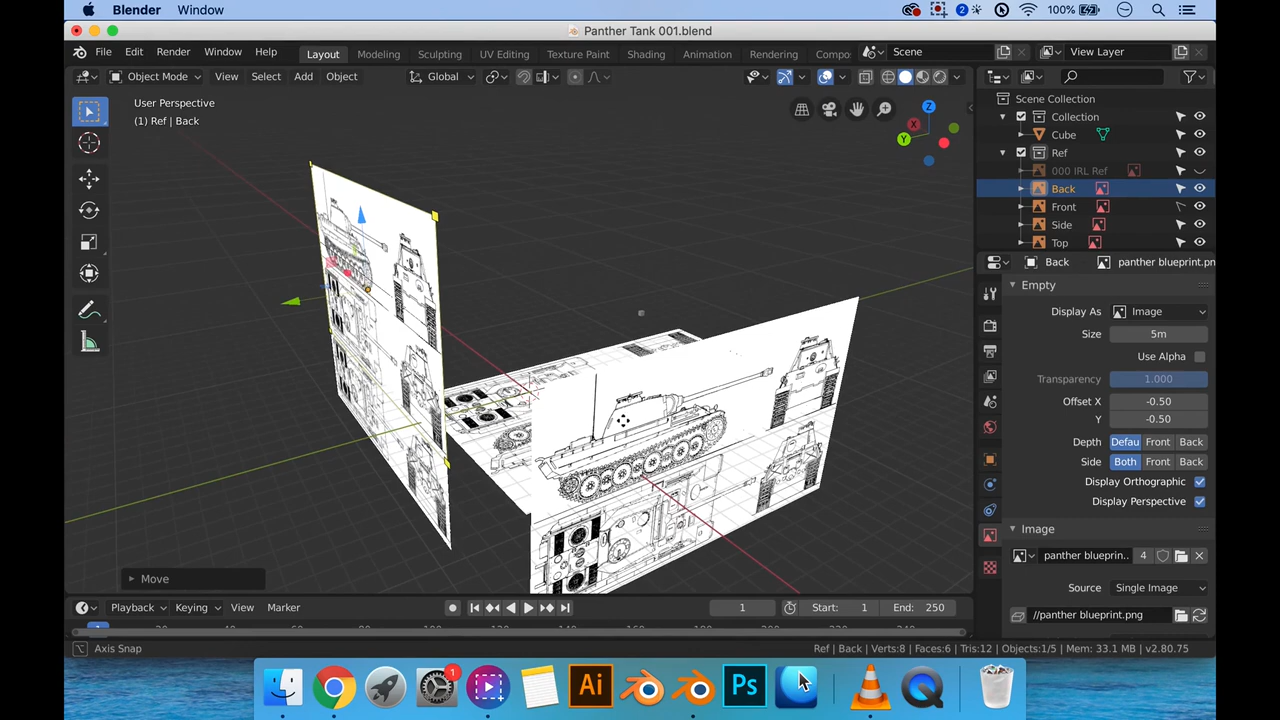 Blender Window 2 100%
Panther Tank 001.blend
File Edit Render Window Help Layout Modeling Sculpting UV Editing Texture Paint Shading Animation Rendering Compo Scene View Layer
Object Mode View Select Add Object Global
User Perspective
(1) Ref | Back
Z
X
Y
Scene Collection
Collection
Cube
Ref
000 IRL Ref
Back
Front
Side
Top
Back panther blueprint.pn
Empty
Display As Image
Size 5m
Use Alpha
Transparency 1.000
Offset X -0.50
Y -0.50
Depth Defau Front Back
Side Both Front Back
Display Orthographic
Display Perspective
Image
panther blueprin.. 4
Source Single Image
//panther blueprint.png
Move
Playback Keying View Marker 1 Start: 1 End: 250
Axis Snap Ref | Back | Verts:8 | Faces:6 | Tris:12 | Objects:1/5 | Mem: 33.1 MB | v2.80.75
1 Ai Ps